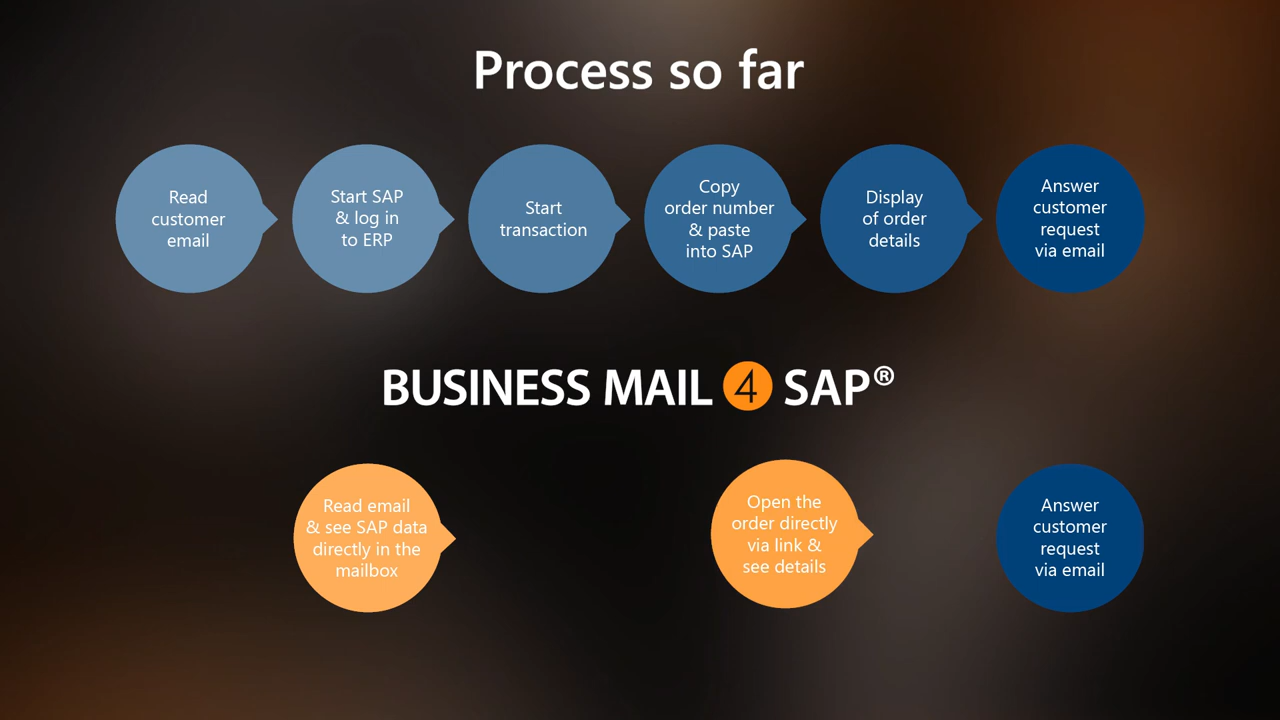 Process so far
Read
customer
email
Start SAP
& log in
to ERP
Start
transaction
Copy
order number
& paste
into SAP
Display
of order
details
Answer
customer
request
via email
BUSINESS MAIL 4 SAP®
Read email
& see SAP data
directly in the
mailbox
Open the
order directly
via link &
see details
Answer
customer
request
via email